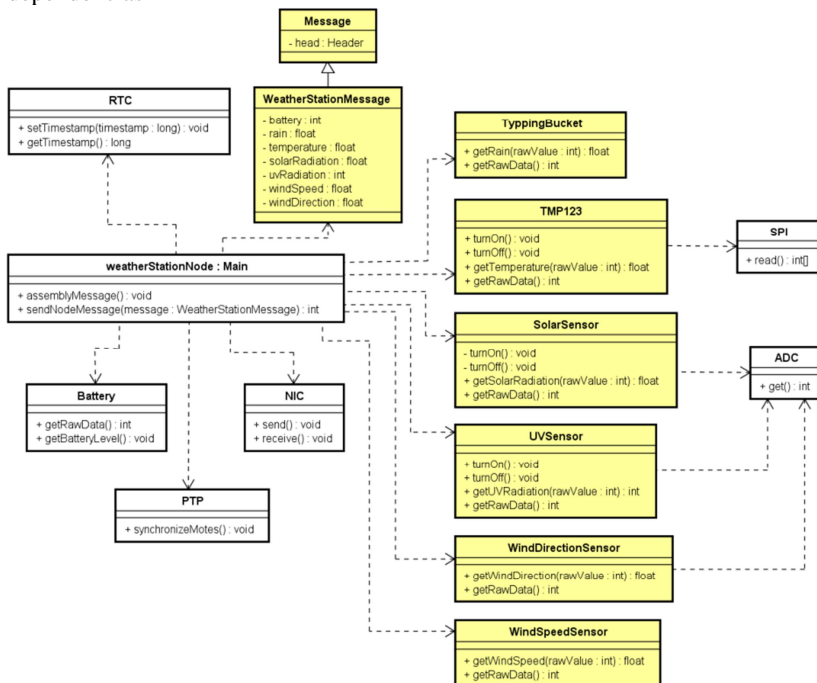 Message
- head : Header
RTC
+ setTimestamp(timestamp : long) : void
+ getTimestamp() : long
WeatherStationMessage
- battery : int
- rain : float
- temperature : float
- solarRadiation : float
- uvRadiation : int
- windSpeed : float
- windDirection : float
TyppingBucket
+ getRain(rawValue : int) : float
+ getRawData() : int
TMP123
+ turnOn() : void
+ turnOff() : void
+ getTemperature(rawValue : int) : float
+ getRawData() : int
SPI
+ read() : int[]
weatherStationNode : Main
+ assemblyMessage() : void
+ sendNodeMessage(message : WeatherStationMessage) : int
SolarSensor
- turnOn() : void
- turnOff() : void
+ getSolarRadiation(rawValue : int) : float
+ getRawData() : int
ADC
+ get() : int
Battery
+ getRawData() : int
+ getBatteryLevel() : void
NIC
+ send() : void
+ receive() : void
UVSensor
+ turnOn() : void
+ turnOff() : void
+ getUVRadiation(rawValue : int) : int
+ getRawData() : int
PTP
+ synchronizeMotes() : void
WindDirectionSensor
+ getWindDirection(rawValue : int) : float
+ getRawData() : int
WindSpeedSensor
+ getWindSpeed(rawValue : int) : float
+ getRawData() : int